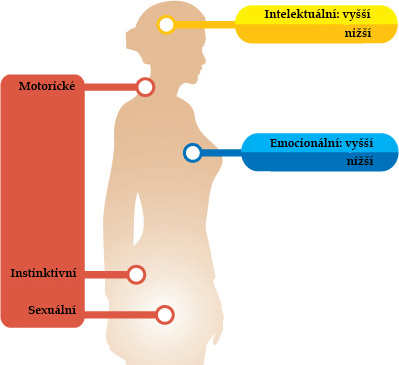 Intelektuální: vyšší
nižší
Motorické
Emocionální: vyšší
nižší
Instinktivní
Sexuální